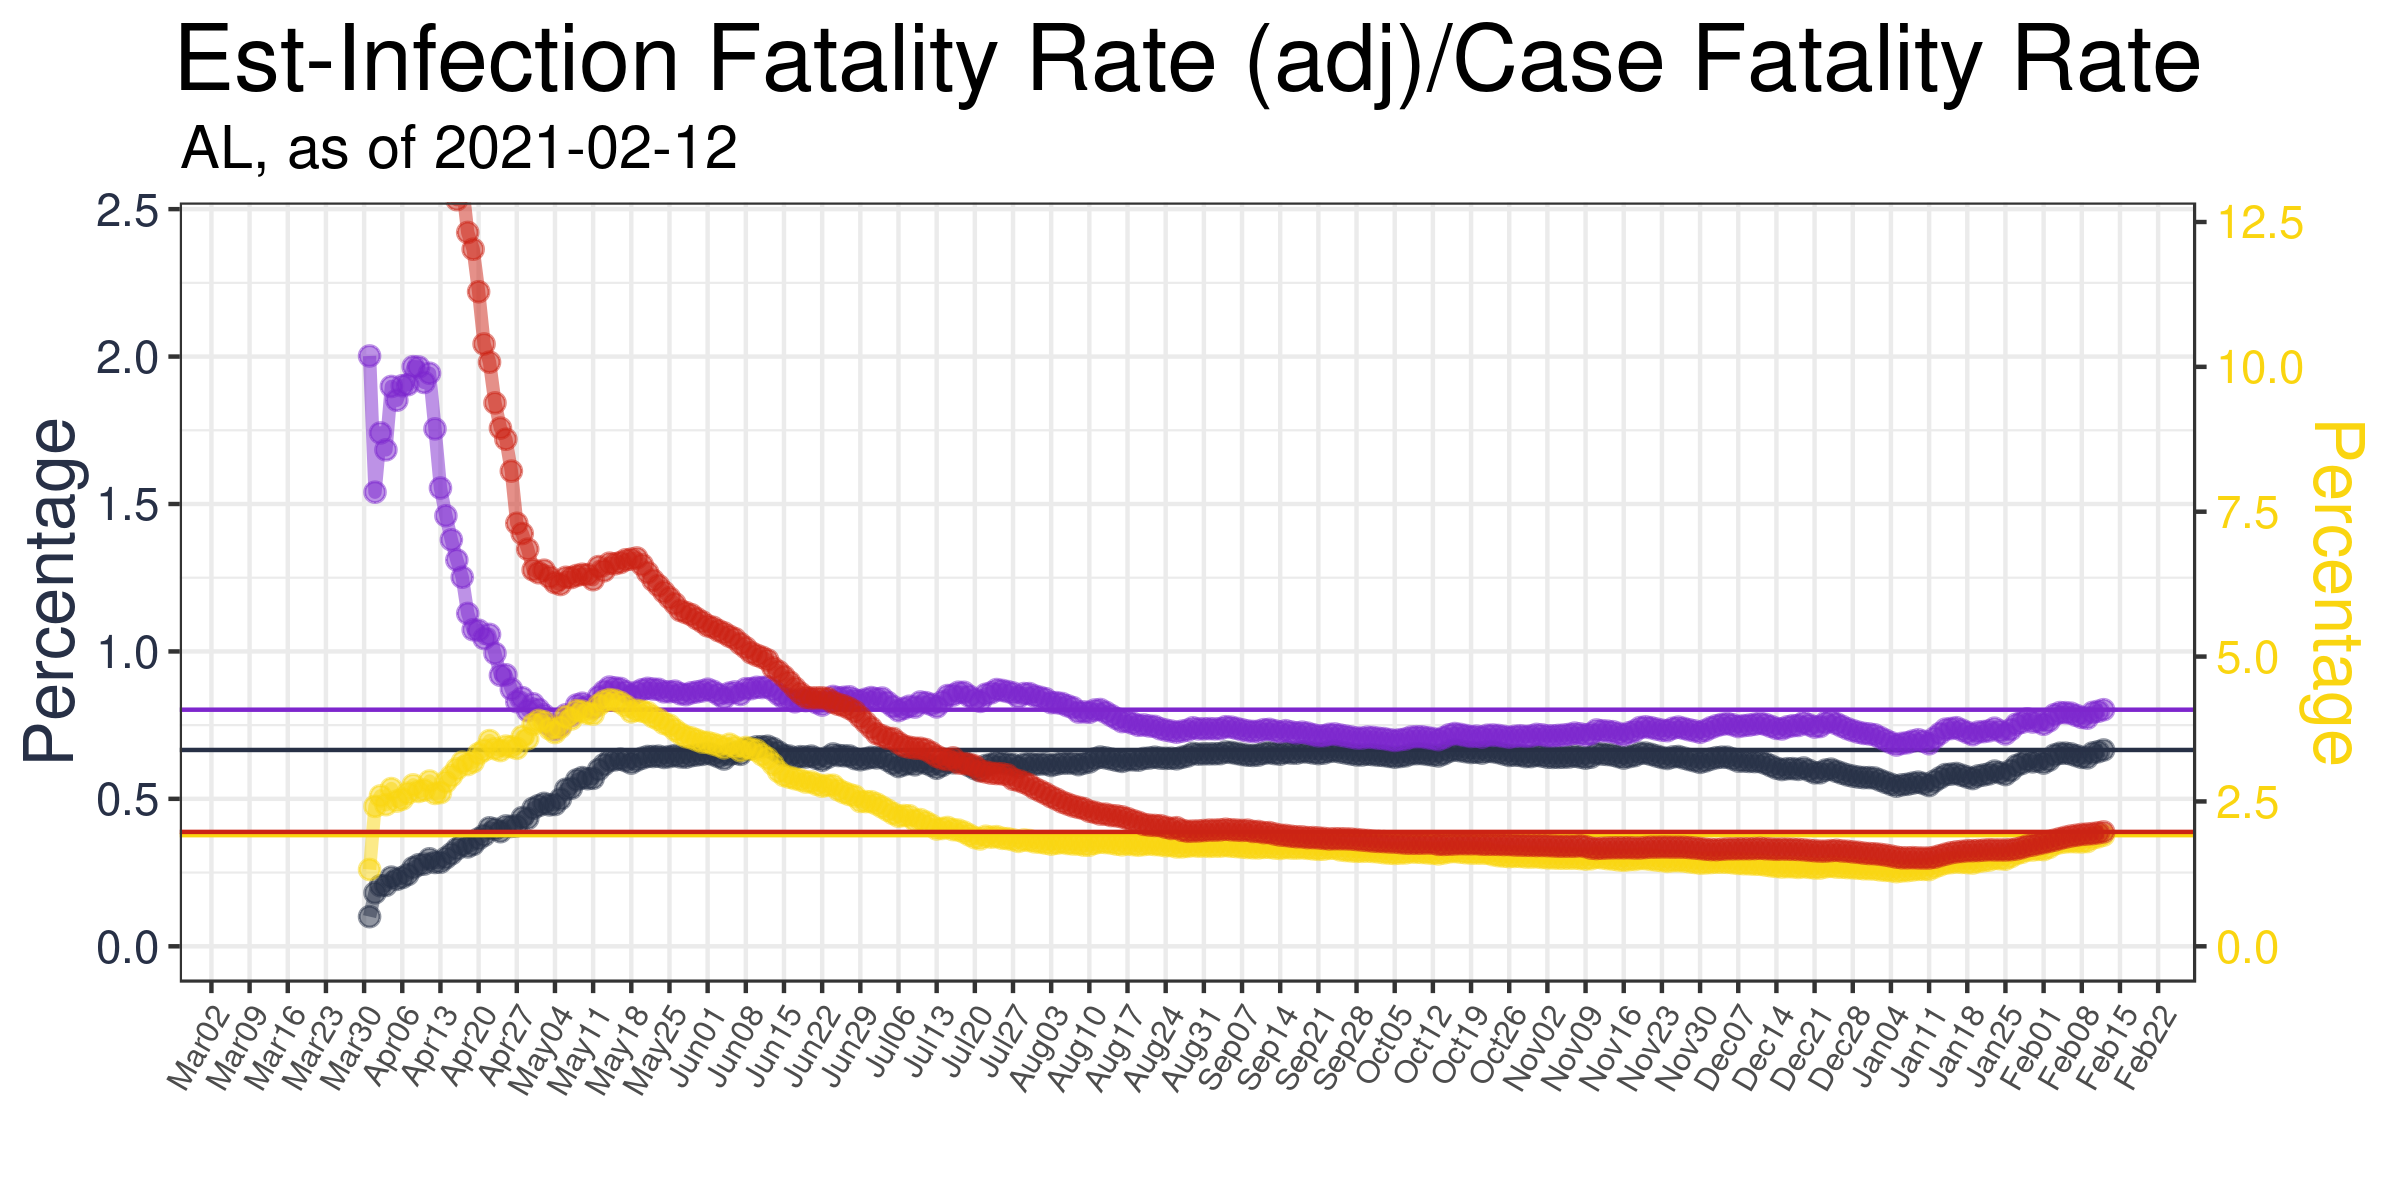 Est-Infection Fatality Rate (adj)/Case Fatality Rate
AL, as of 2021-02-12
Percentage
2.5
2.0
1.5
1.0
0.5
0.0
12.5
10.0
7.5
5.0
2.5
0.0
Percentage
Mar02
Mar09
Mar16
Mar23
Mar30
Apr06
Apr13
Apr20
Apr27
May04
May11
May18
May25
Jun01
Jun08
Jun15
Jun22
Jun29
Jul06
Jul13
Jul20
Jul27
Aug03
Aug10
Aug17
Aug24
Aug31
Sep07
Sep14
Sep21
Sep28
Oct05
Oct12
Oct19
Oct26
Nov02
Nov09
Nov16
Nov23
Nov30
Dec07
Dec14
Dec21
Dec28
Jan04
Jan11
Jan18
Jan25
Feb01
Feb08
Feb15
Feb22